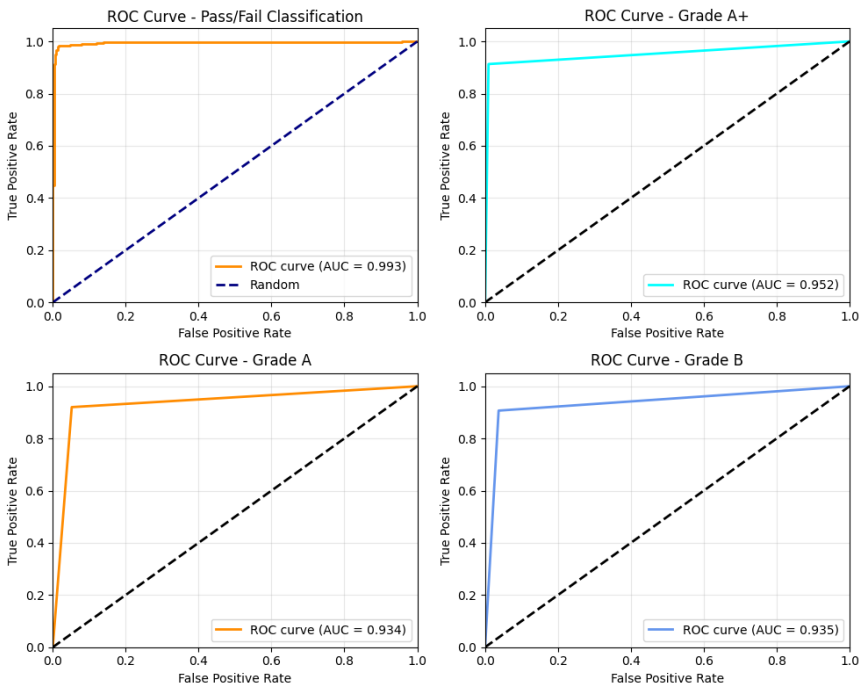 ROC Curve - Pass/Fail Classification
True Positive Rate
1.0
0.8
0.6
0.4
0.2
0.0
ROC curve (AUC = 0.993)
Random
0.0 0.2 0.4 0.6 0.8 1.0
False Positive Rate
ROC Curve - Grade A+
True Positive Rate
1.0
0.8
0.6
0.4
0.2
0.0
ROC curve (AUC = 0.952)
0.0 0.2 0.4 0.6 0.8 1.0
False Positive Rate
ROC Curve - Grade A
True Positive Rate
1.0
0.8
0.6
0.4
0.2
0.0
ROC curve (AUC = 0.934)
0.0 0.2 0.4 0.6 0.8 1.0
False Positive Rate
ROC Curve - Grade B
True Positive Rate
1.0
0.8
0.6
0.4
0.2
0.0
ROC curve (AUC = 0.935)
0.0 0.2 0.4 0.6 0.8 1.0
False Positive Rate